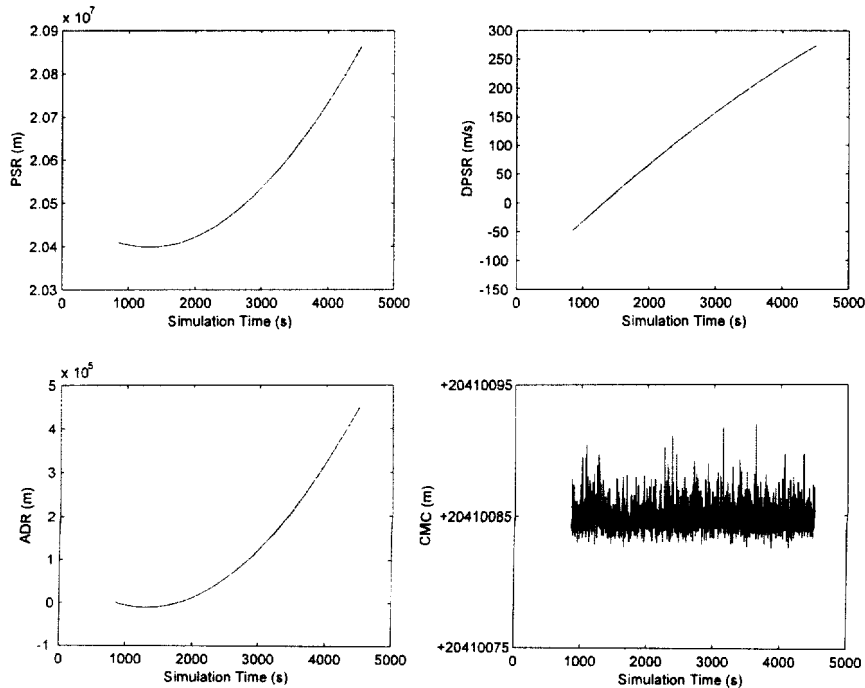 x 10^7
2.09
2.08
2.07
2.06
2.05
2.04
2.03
PSR (m)
0 1000 2000 3000 4000 5000
Simulation Time (s)
300
250
200
150
100
50
0
-50
-100
-150
DPSR (m/s)
0 1000 2000 3000 4000 5000
Simulation Time (s)
x 10^5
5
4
3
2
1
0
-1
ADR (m)
0 1000 2000 3000 4000 5000
Simulation Time (s)
+20410095
+20410085
+20410075
CMC (m)
0 1000 2000 3000 4000 5000
Simulation Time (s)